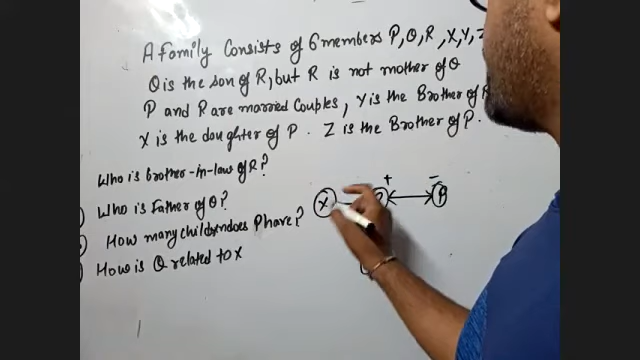 A Family Consists of 6 members P, Q, R, X, Y, Z
Q is the son of R, but R is not mother of Q
P and R are married Couples, Y is the Brother of R
X is the daughter of P. Z is the Brother of P.
Who is brother-in-law of R?
Who is Father of Q?
How many children does P have?
How is Q related to X
+ -
X P